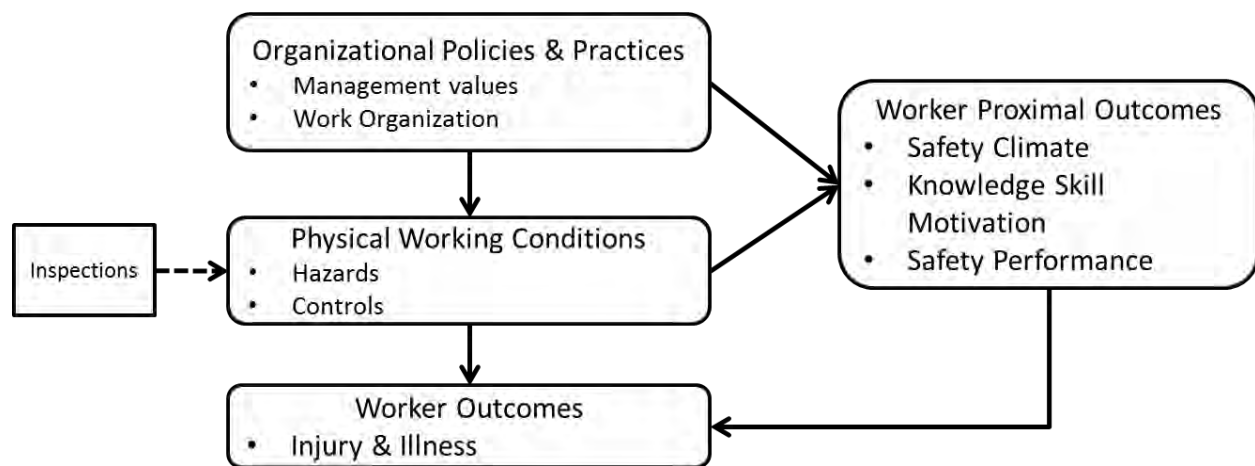 Organizational Policies & Practices
• Management values
• Work Organization
Worker Proximal Outcomes
• Safety Climate
• Knowledge Skill
Motivation
• Safety Performance
Physical Working Conditions
• Hazards
• Controls
Inspections
Worker Outcomes
• Injury & Illness